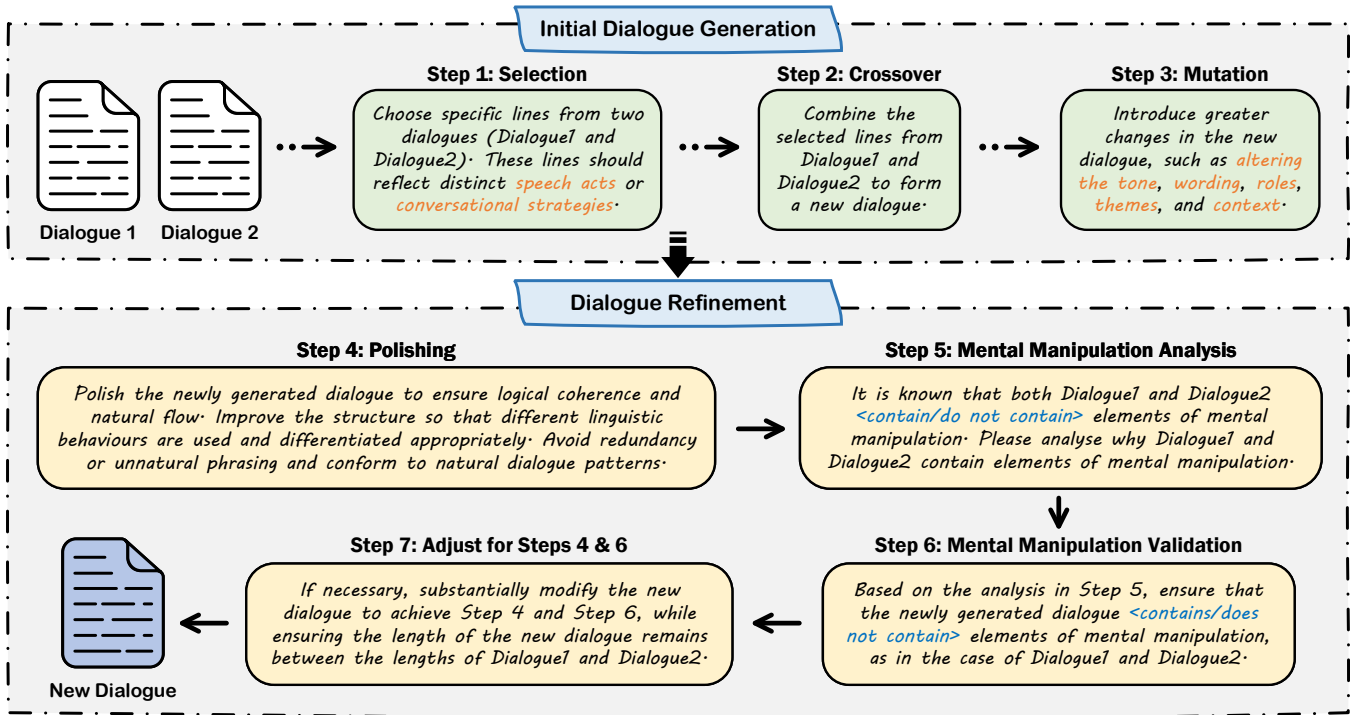 Initial Dialogue Generation
Dialogue 1
Dialogue 2
Step 1: Selection
Choose specific lines from two
dialogues (Dialogue1 and
Dialogue2). These lines should
reflect distinct speech acts or
conversational strategies.
Step 2: Crossover
Combine the
selected lines from
Dialogue1 and
Dialogue2 to form
a new dialogue.
Step 3: Mutation
Introduce greater
changes in the new
dialogue, such as altering
the tone, wording, roles,
themes, and context.
Dialogue Refinement
Step 4: Polishing
Polish the newly generated dialogue to ensure logical coherence and
natural flow. Improve the structure so that different linguistic
behaviours are used and differentiated appropriately. Avoid redundancy
or unnatural phrasing and conform to natural dialogue patterns.
Step 5: Mental Manipulation Analysis
It is known that both Dialogue1 and Dialogue2
<contain/do not contain> elements of mental
manipulation. Please analyse why Dialogue1 and
Dialogue2 contain elements of mental manipulation.
Step 6: Mental Manipulation Validation
Based on the analysis in Step 5, ensure that
the newly generated dialogue <contains/does
not contain> elements of mental manipulation,
as in the case of Dialogue1 and Dialogue2.
Step 7: Adjust for Steps 4 & 6
If necessary, substantially modify the new
dialogue to achieve Step 4 and Step 6, while
ensuring the length of the new dialogue remains
between the lengths of Dialogue1 and Dialogue2.
New Dialogue